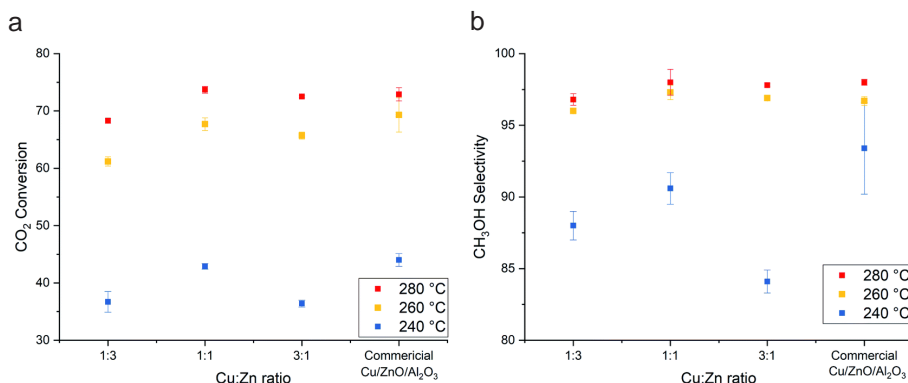 a
80
70
60
50
40
30
CO₂ Conversion
280 °C
260 °C
240 °C
1:3
1:1
3:1
Commericial
Cu/ZnO/Al₂O₃
Cu:Zn ratio
b
100
95
90
85
80
CH₃OH Selectivity
280 °C
260 °C
240 °C
1:3
1:1
3:1
Commericial
Cu/ZnO/Al₂O₃
Cu:Zn ratio